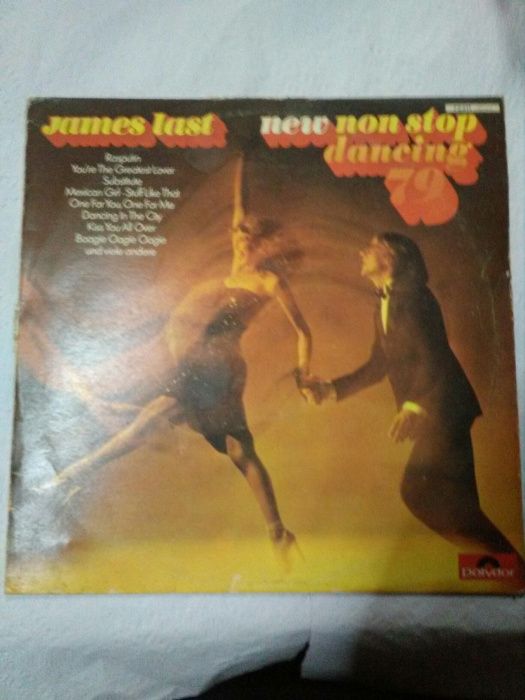 James last
new non stop
dancing
79
Rasputin
You're The Greatest Lover
Substitute
Mexican Girl · Stuff Like That
One For You, One For Me
Dancing In The City
Kiss You All Over
Boogie Oogie Oogie
und viele andere
polydor